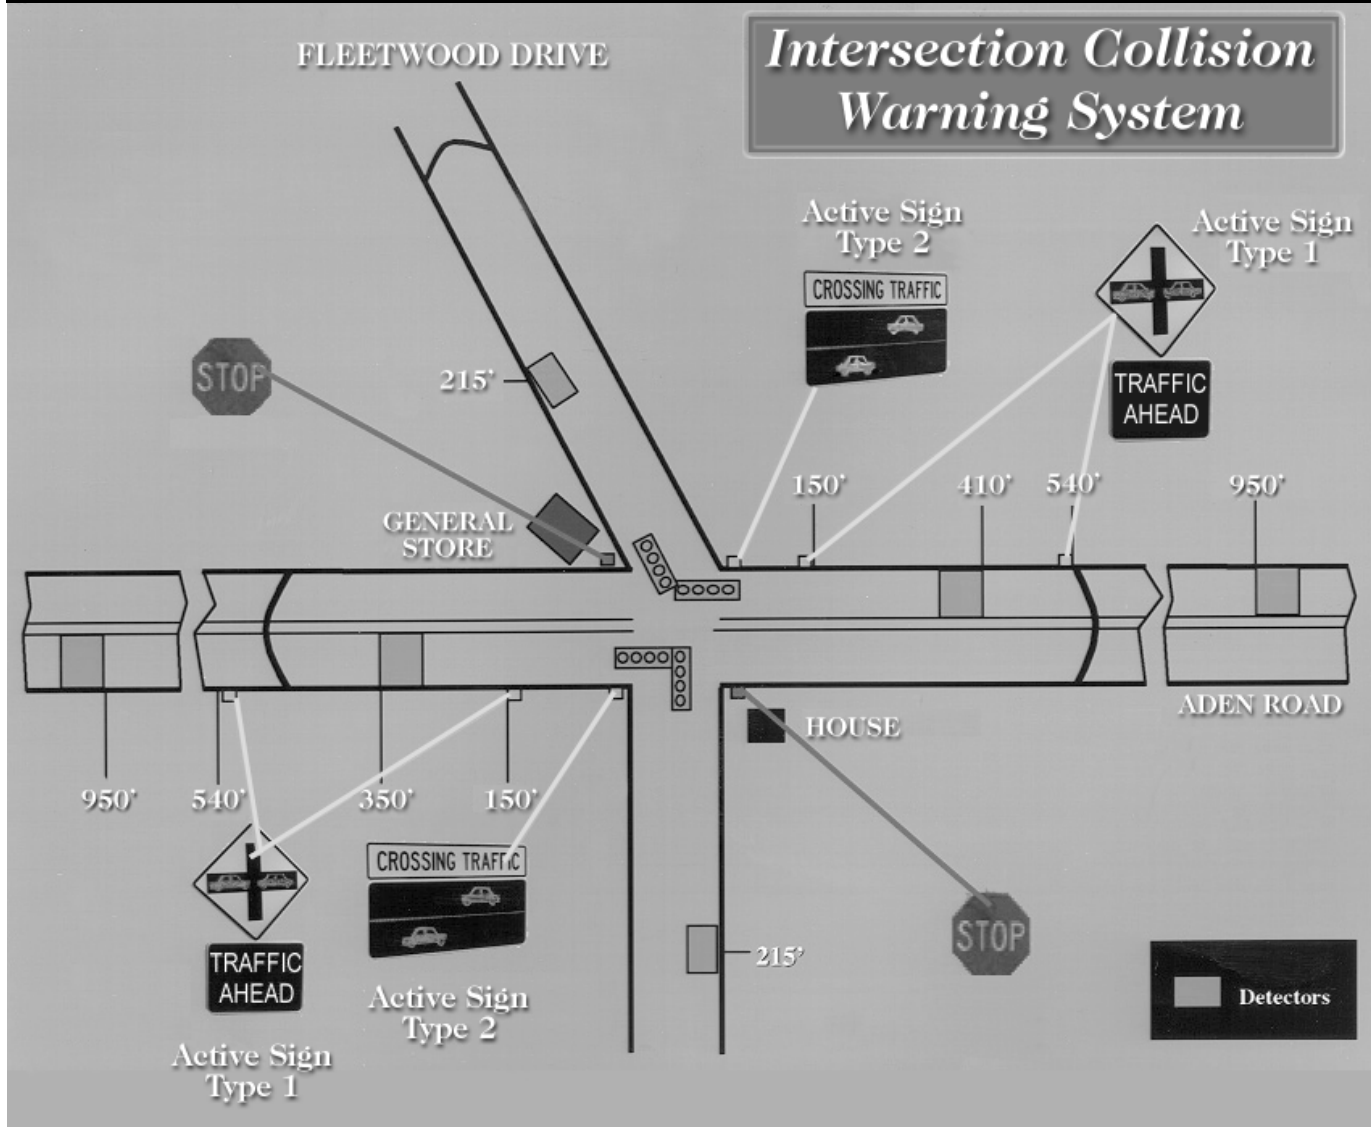 Intersection Collision
Warning System
FLEETWOOD DRIVE
Active Sign
Type 2
Active Sign
Type 1
CROSSING TRAFFIC
TRAFFIC
AHEAD
STOP
215'
150'
410'
540'
950'
GENERAL
STORE
ADEN ROAD
HOUSE
950'
540'
350'
150'
CROSSING TRAFFIC
TRAFFIC
AHEAD
STOP
215'
Active Sign
Type 2
Active Sign
Type 1
Detectors